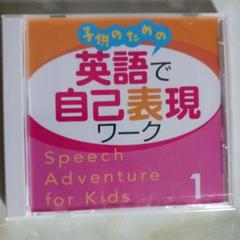 子供のための
英語で
自己表現
ワーク
Speech
Adventure
for Kids
1